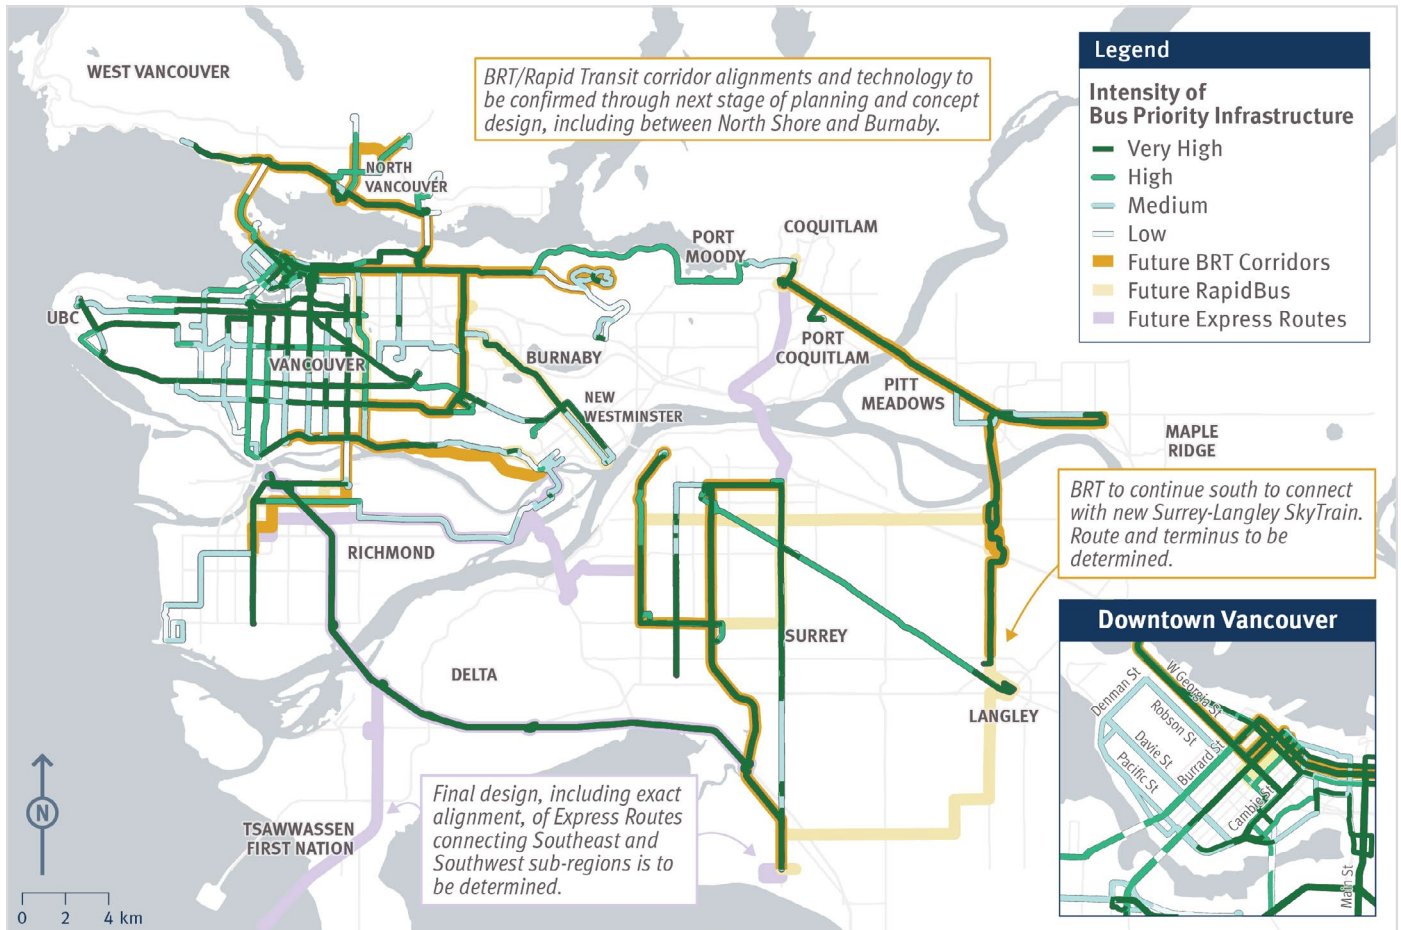 WEST VANCOUVER
BRT/Rapid Transit corridor alignments and technology to
be confirmed through next stage of planning and concept
design, including between North Shore and Burnaby.
Legend
Intensity of
Bus Priority Infrastructure
Very High
High
Medium
Low
Future BRT Corridors
Future RapidBus
Future Express Routes
NORTH
VANCOUVER
COQUITLAM
PORT
MOODY
UBC
VANCOUVER
BURNABY
PORT
COQUITLAM
NEW
WESTMINSTER
PITT
MEADOWS
MAPLE
RIDGE
BRT to continue south to connect
with new Surrey-Langley SkyTrain.
Route and terminus to be
determined.
RICHMOND
SURREY
DELTA
LANGLEY
Downtown Vancouver
W Georgia St
Denman St
Robson St
Davie St
Burrard St
Pacific St
Cambie St
Main St
Final design, including exact
alignment, of Express Routes
connecting Southeast and
Southwest sub-regions is to
be determined.
TSAWWASSEN
FIRST NATION
N
0 2 4 km